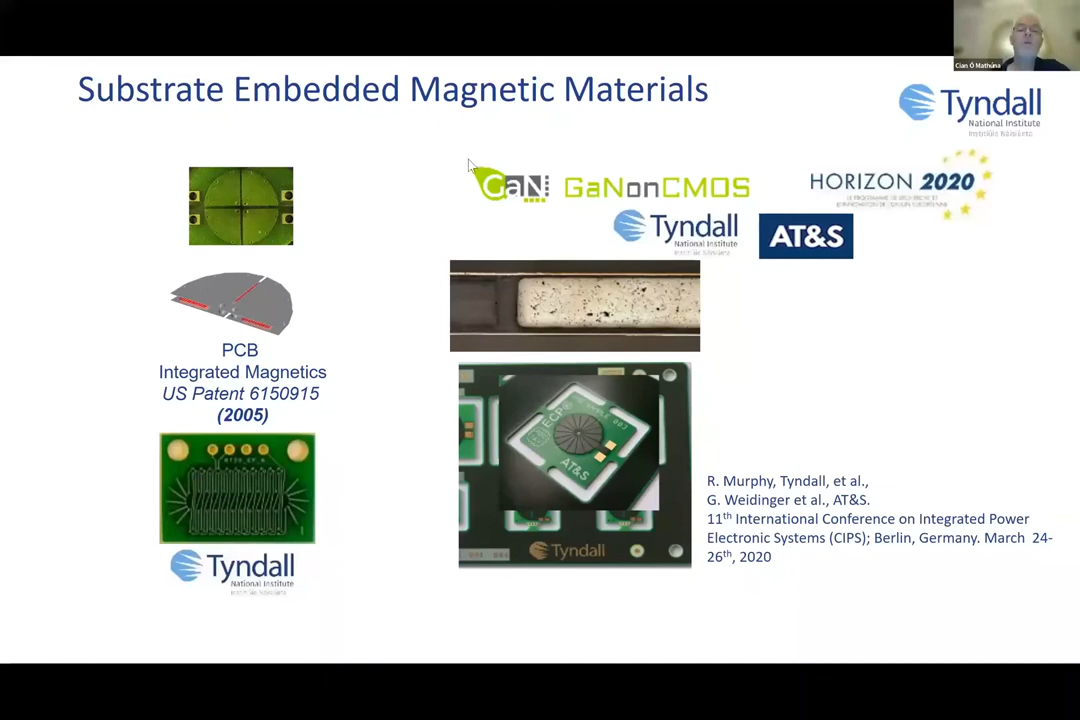 Cian Ó Mathúna
Substrate Embedded Magnetic Materials
Tyndall
National Institute
GaN
GaNonCMOS
HORIZON 2020
Tyndall
National Institute
AT&S
PCB
Integrated Magnetics
US Patent 6150915
(2005)
ECP®
AT&S
Tyndall
R. Murphy, Tyndall, et al.,
G. Weidinger et al., AT&S.
11th International Conference on Integrated Power
Electronic Systems (CIPS); Berlin, Germany. March 24-
26th, 2020
Tyndall
National Institute